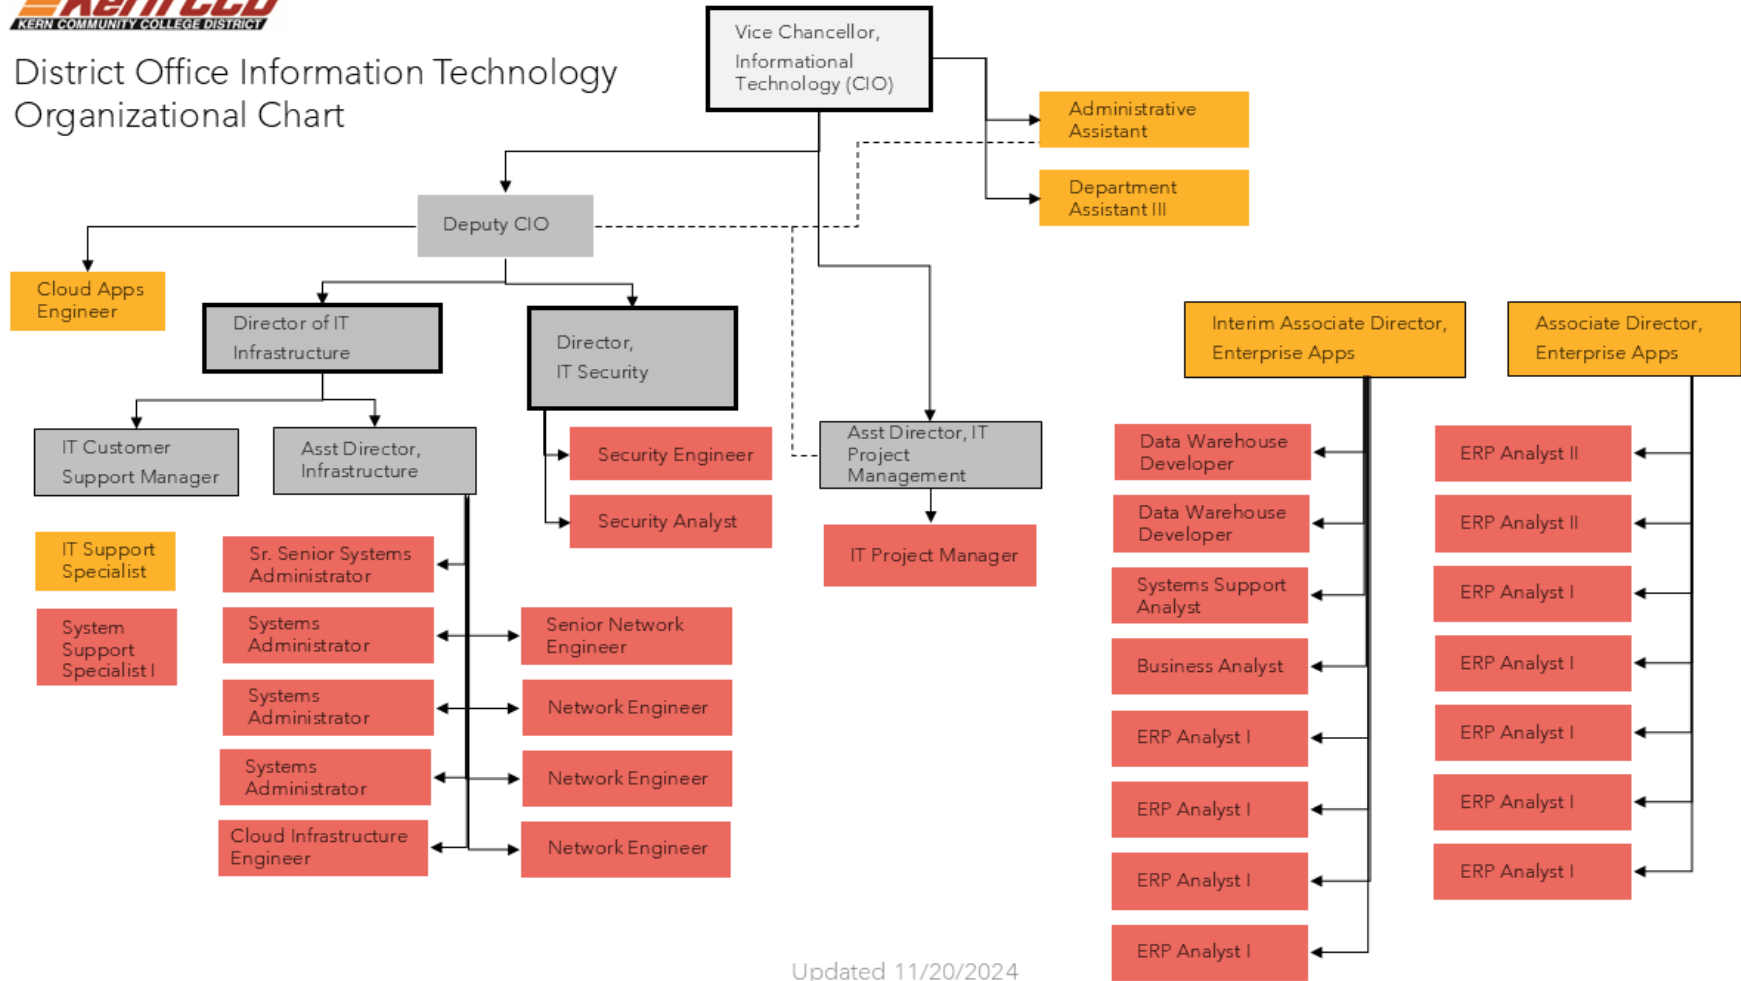 Kern CCD
KERN COMMUNITY COLLEGE DISTRICT
District Office Information Technology
Organizational Chart
Vice Chancellor,
Informational
Technology (CIO)
Administrative
Assistant
Department
Assistant III
Deputy CIO
Cloud Apps
Engineer
Director of IT
Infrastructure
Director,
IT Security
Interim Associate Director,
Enterprise Apps
Associate Director,
Enterprise Apps
IT Customer
Support Manager
Asst Director,
Infrastructure
Security Engineer
Security Analyst
Asst Director, IT
Project
Management
IT Project Manager
IT Support
Specialist
System
Support
Specialist I
Sr. Senior Systems
Administrator
Systems
Administrator
Systems
Administrator
Systems
Administrator
Cloud Infrastructure
Engineer
Senior Network
Engineer
Network Engineer
Network Engineer
Network Engineer
Data Warehouse
Developer
Data Warehouse
Developer
Systems Support
Analyst
Business Analyst
ERP Analyst I
ERP Analyst I
ERP Analyst I
ERP Analyst I
ERP Analyst II
ERP Analyst II
ERP Analyst I
ERP Analyst I
ERP Analyst I
ERP Analyst I
ERP Analyst I
Updated 11/20/2024